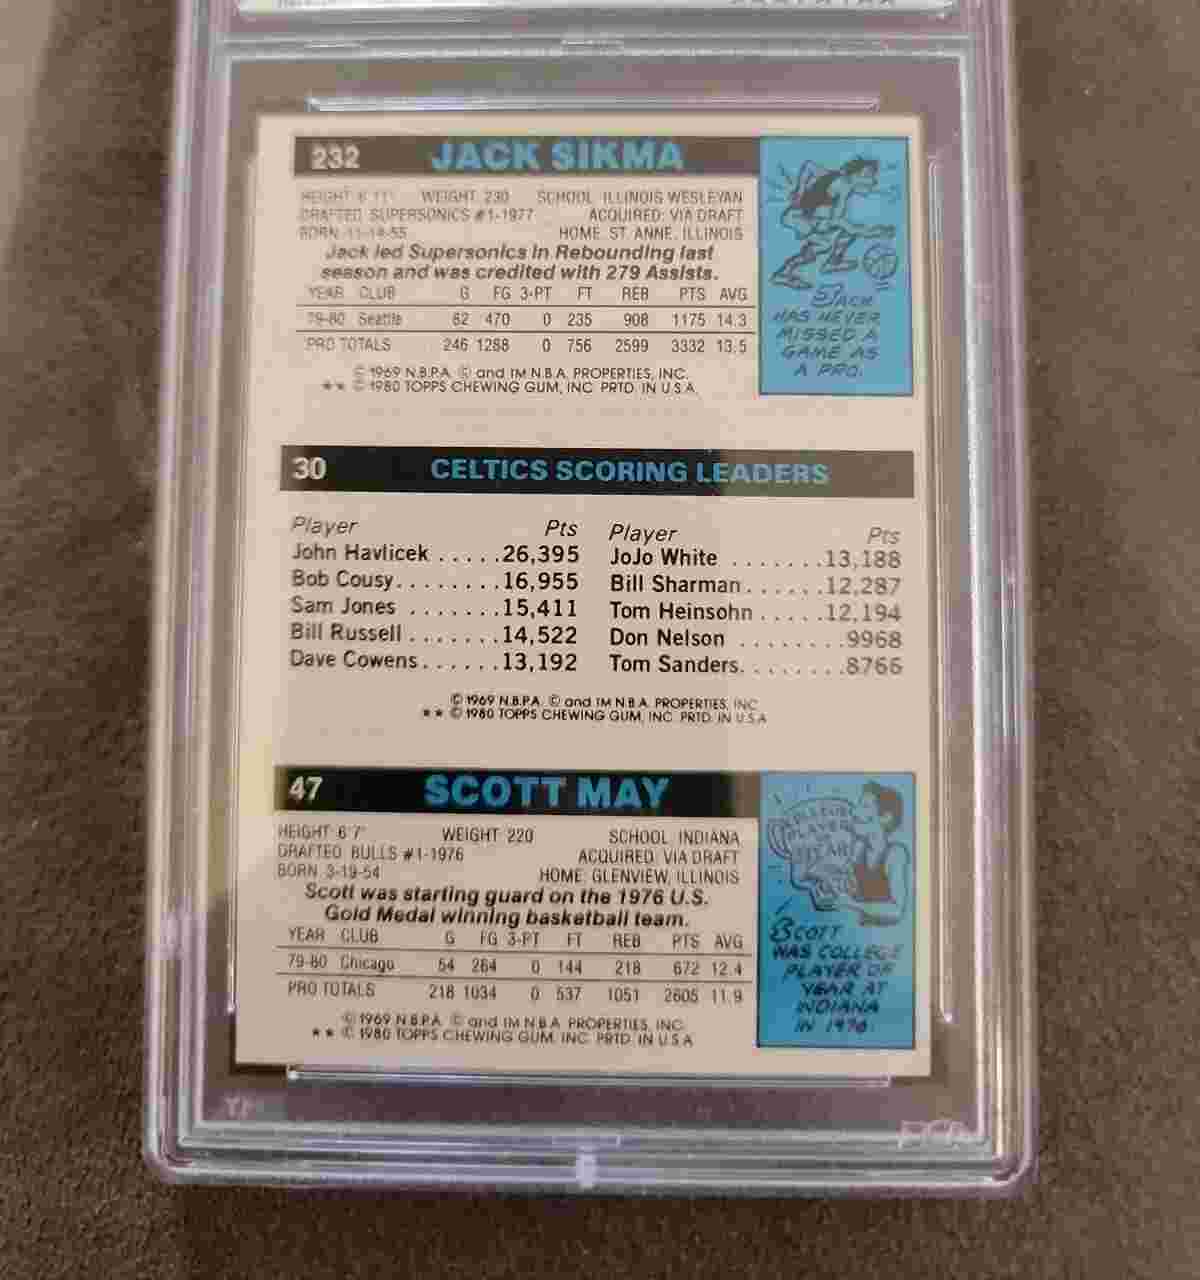 232 JACK SIKMA
HEIGHT 6'11" WEIGHT 230 SCHOOL ILLINOIS WESLEYAN
DRAFTED SUPERSONICS #1-1977 ACQUIRED: VIA DRAFT
BORN 11-14-55 HOME: ST. ANNE, ILLINOIS
Jack led Supersonics in Rebounding last
season and was credited with 279 Assists.
YEAR CLUB G FG 3-PT FT REB PTS AVG
79-80 Seattle 82 470 0 235 908 1175 14.3
PRO TOTALS 246 1288 0 756 2599 3332 13.5
© 1969 N.B.P.A. © and TM N.B.A. PROPERTIES, INC.
** © 1980 TOPPS CHEWING GUM, INC. PRTD. IN U.S.A.
JACK
HAS NEVER
MISSED A
GAME AS
A PRO.
30 CELTICS SCORING LEADERS
Player Pts Player Pts
John Havlicek .....26,395 JoJo White .......13,188
Bob Cousy........16,955 Bill Sharman......12,287
Sam Jones .......15,411 Tom Heinsohn .....12,194
Bill Russell .......14,522 Don Nelson ........9968
Dave Cowens......13,192 Tom Sanders........8766
© 1969 N.B.P.A. © and TM N.B.A. PROPERTIES, INC.
** © 1980 TOPPS CHEWING GUM, INC. PRTD. IN U.S.A.
47 SCOTT MAY
HEIGHT 6'7" WEIGHT 220 SCHOOL INDIANA
DRAFTED BULLS #1-1976 ACQUIRED VIA DRAFT
BORN 3-19-54 HOME: GLENVIEW, ILLINOIS
Scott was starting guard on the 1976 U.S.
Gold Medal winning basketball team.
YEAR CLUB G FG 3-PT FT REB PTS AVG
79-80 Chicago 54 264 0 144 218 672 12.4
PRO TOTALS 218 1034 0 537 1051 2605 11.9
© 1969 N.B.P.A. © and TM N.B.A. PROPERTIES, INC.
** © 1980 TOPPS CHEWING GUM, INC. PRTD. IN U.S.A.
COLLEGE
PLAYER
YEAR
SCOTT
WAS COLLEGE
PLAYER OF
YEAR AT
INDIANA
IN 1976.